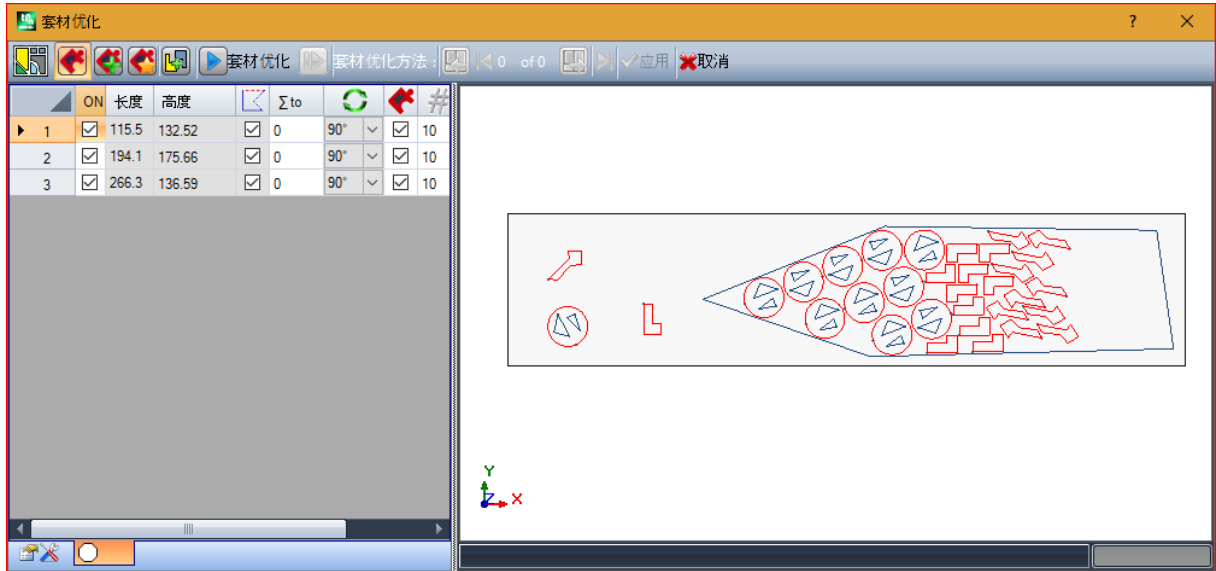 套材优化 ? ×
套材优化 套材优化方法 : 0 of 0 应用 取消
ON 长度 高度 Σto #
1 115.5 132.52 0 90° 10
2 194.1 175.66 0 90° 10
3 266.3 136.59 0 90° 10
Y
Z X